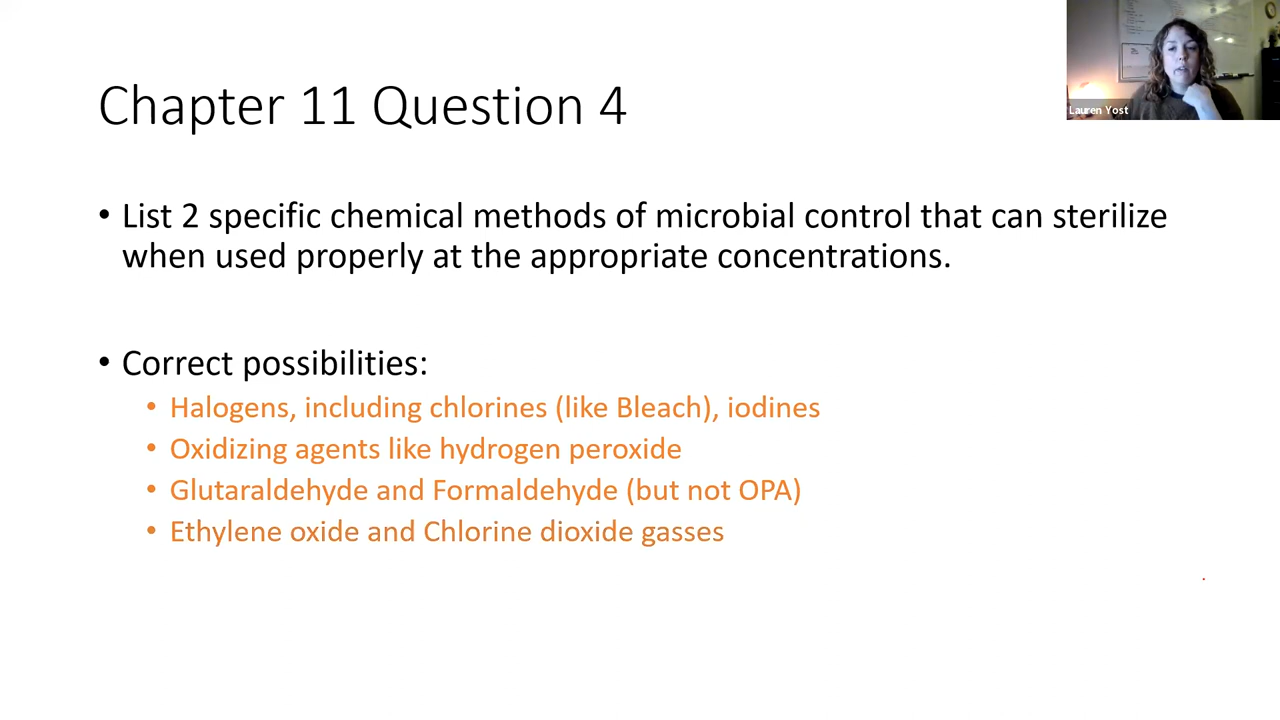 Chapter 11 Question 4
Lauren Yost
• List 2 specific chemical methods of microbial control that can sterilize
when used properly at the appropriate concentrations.
• Correct possibilities:
• Halogens, including chlorines (like Bleach), iodines
• Oxidizing agents like hydrogen peroxide
• Glutaraldehyde and Formaldehyde (but not OPA)
• Ethylene oxide and Chlorine dioxide gasses